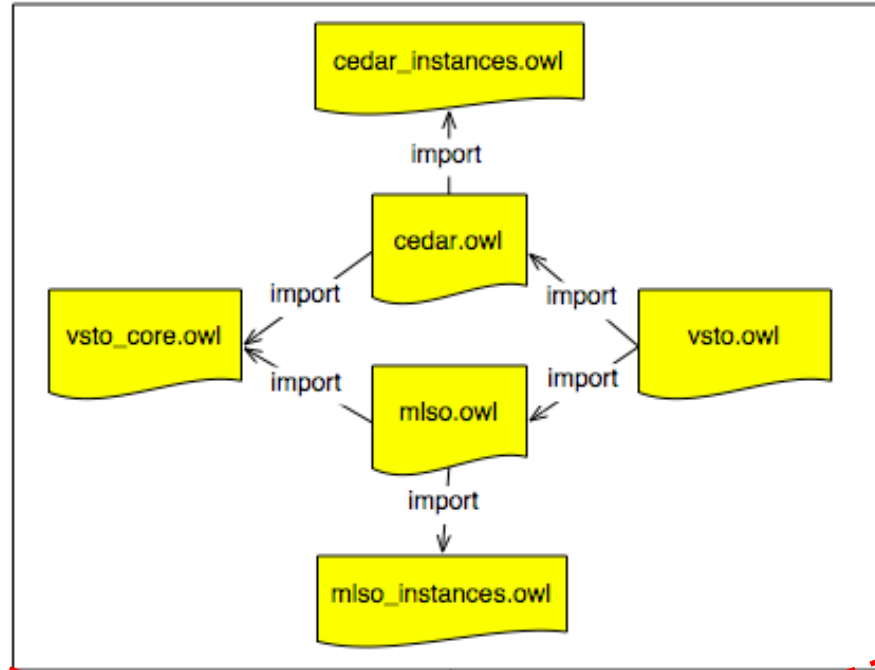 cedar_instances.owl
import
cedar.owl
import
import
vsto_core.owl
vsto.owl
import
import
mlso.owl
import
mlso_instances.owl